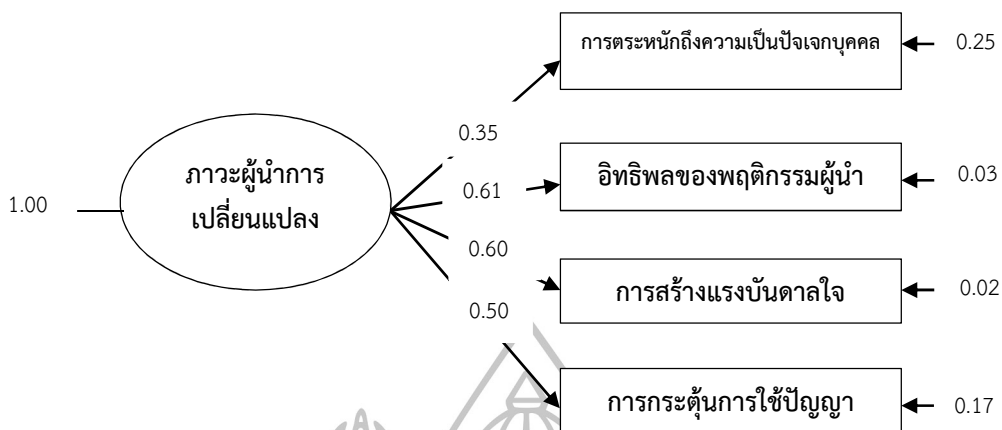 การตระหนักถึงความเป็นปัจเจกบุคคล
0.25
0.35
ภาวะผู้นำการ
เปลี่ยนแปลง
1.00
0.61
อิทธิพลของพฤติกรรมผู้นำ
0.03
0.60
การสร้างแรงบันดาลใจ
0.02
0.50
การกระตุ้นการใช้ปัญญา
0.17